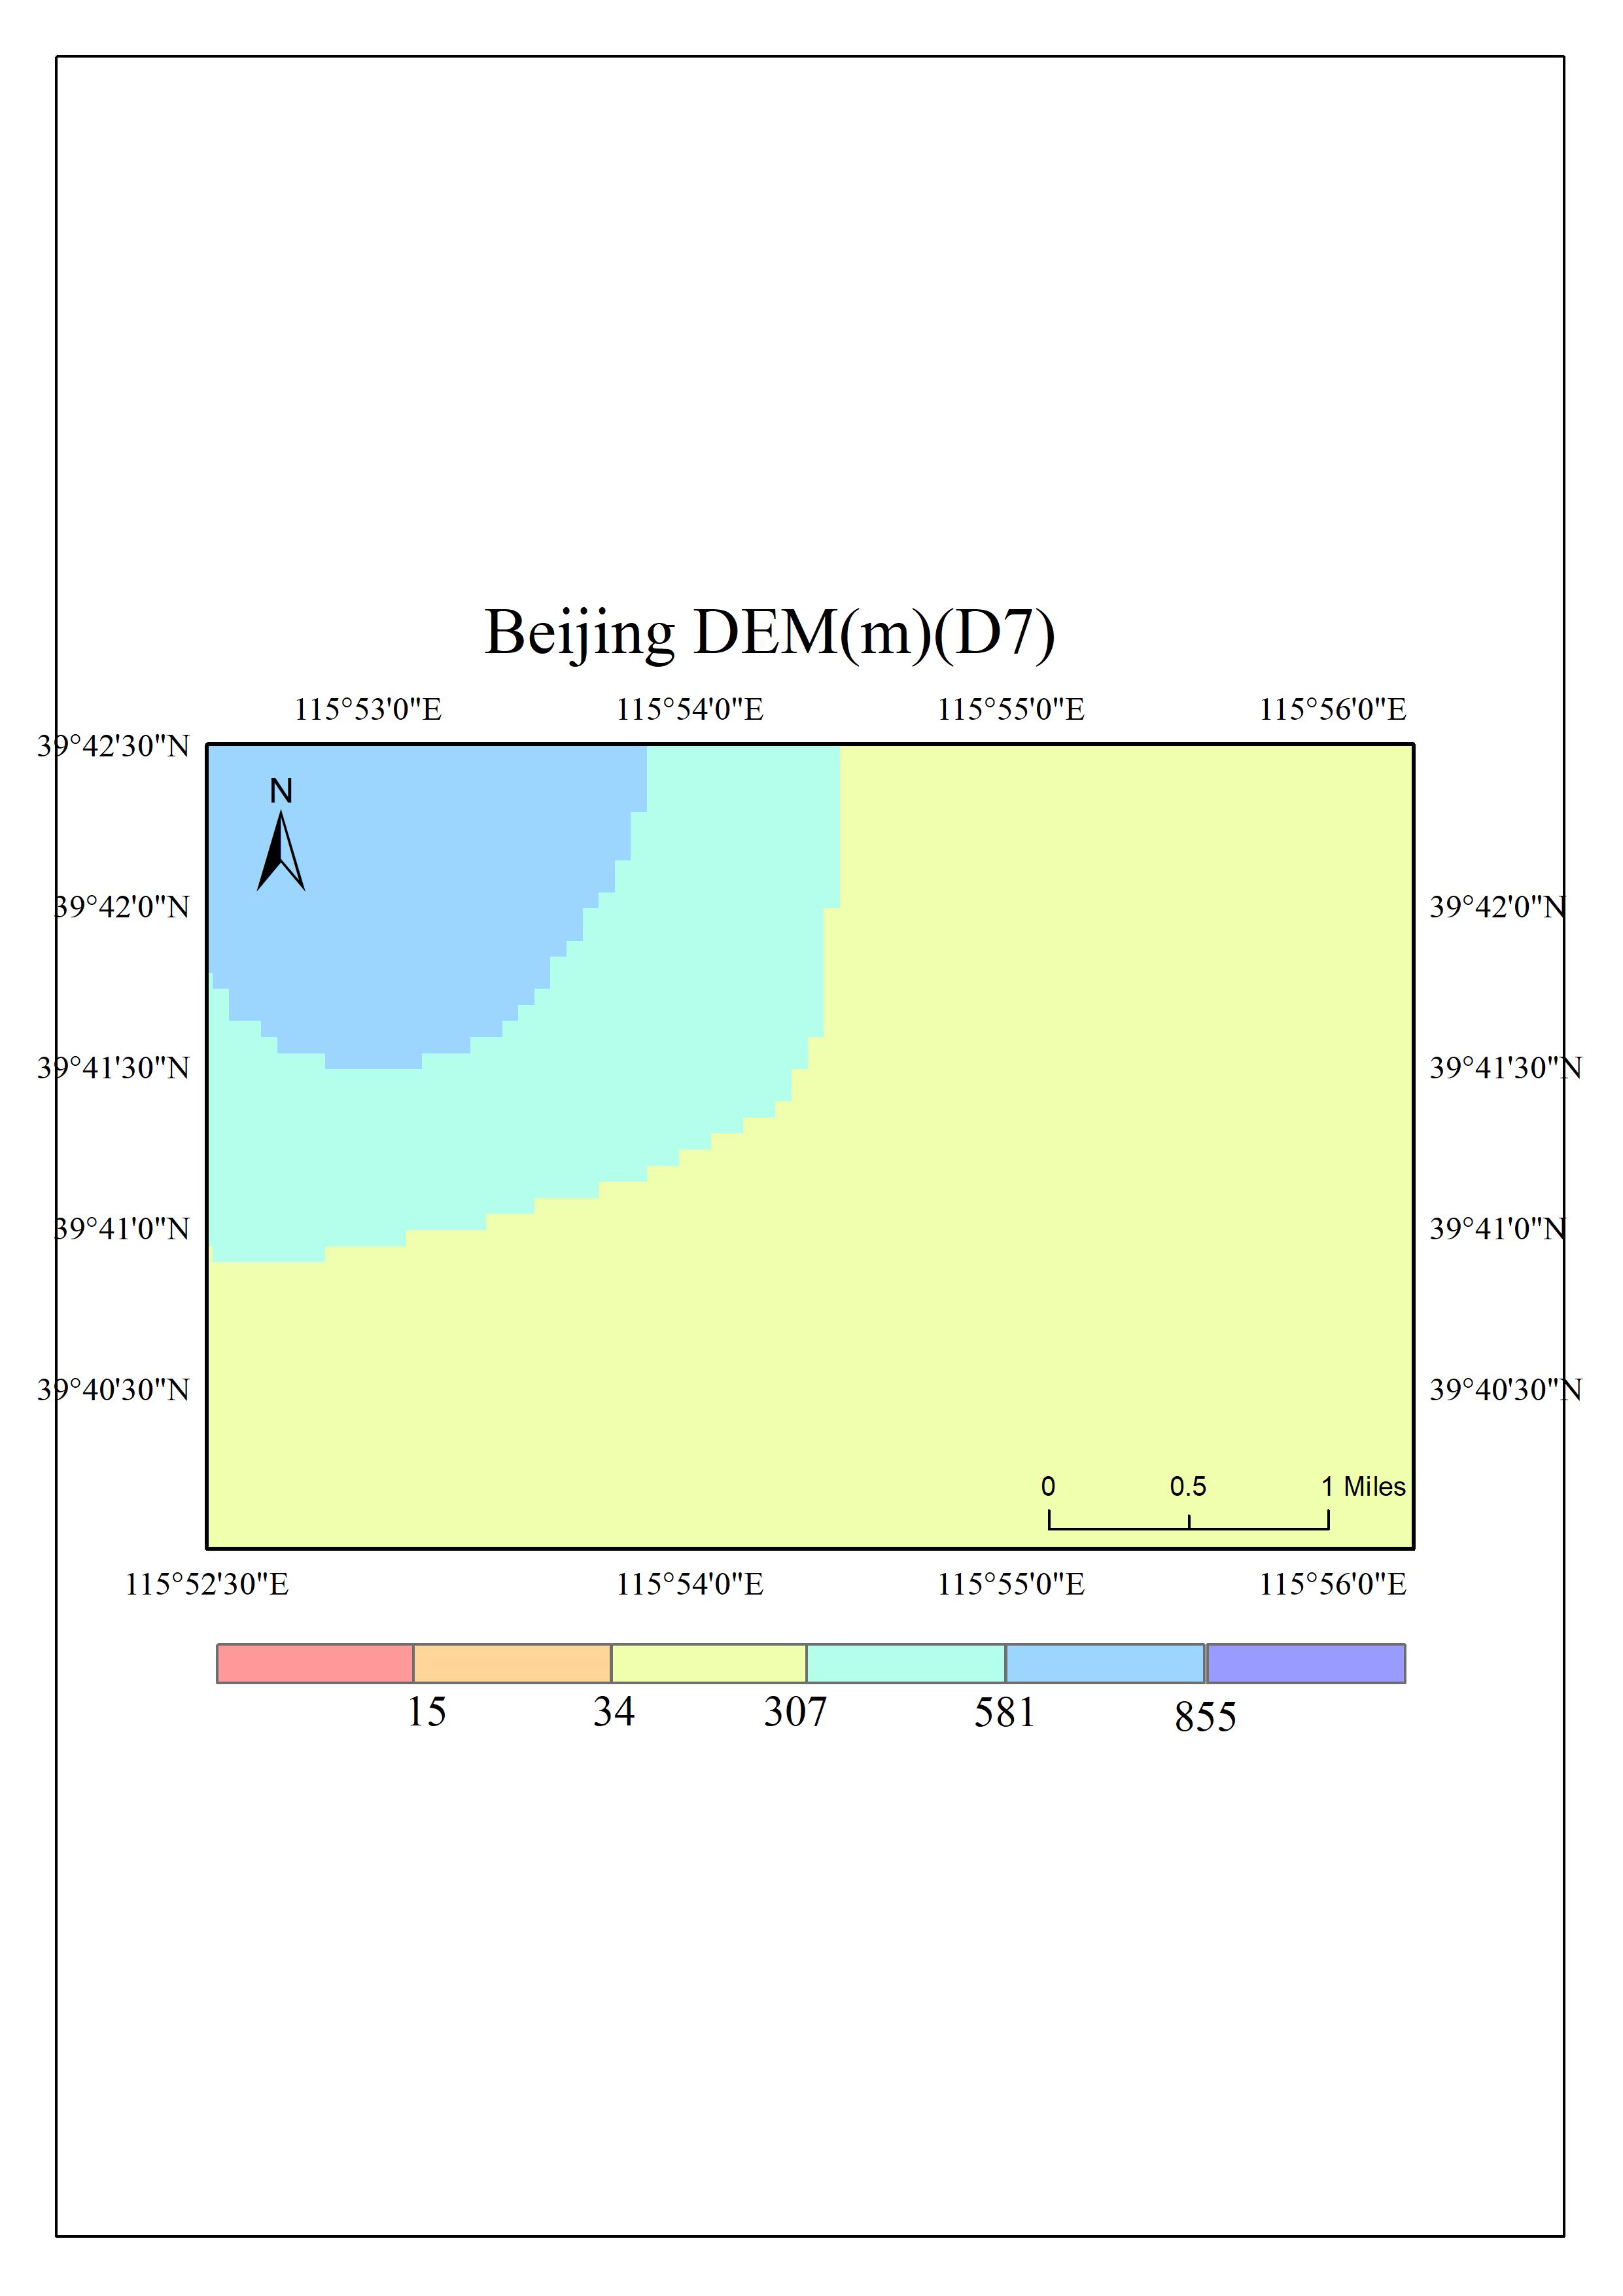 Beijing DEM(m)(D7)
115°53'0"E 115°54'0"E 115°55'0"E 115°56'0"E
39°42'30"N
N
39°42'0"N 39°42'0"N
39°41'30"N 39°41'30"N
39°41'0"N 39°41'0"N
39°40'30"N 39°40'30"N
0 0.5 1 Miles
115°52'30"E 115°54'0"E 115°55'0"E 115°56'0"E
15 34 307 581 855